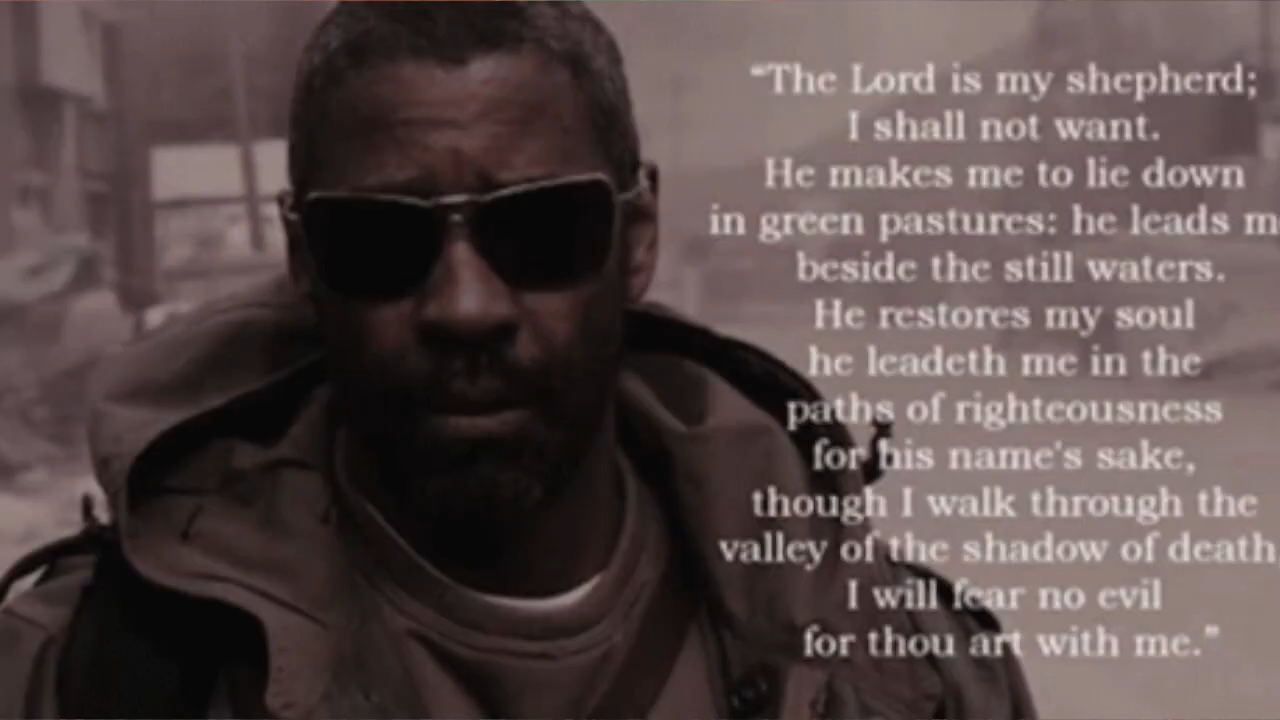 “The Lord is my shepherd;
I shall not want.
He makes me to lie down
in green pastures: he leads m
beside the still waters.
He restores my soul
he leadeth me in the
paths of righteousness
for his name's sake,
though I walk through the
valley of the shadow of death
I will fear no evil
for thou art with me.”